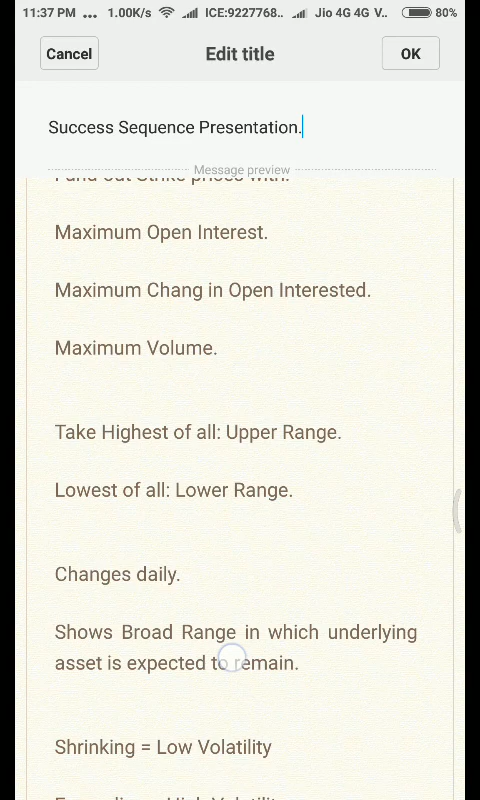 11:37 PM ... 1.00K/s ICE:9227768.. Jio 4G 4G V.. 80%
Cancel Edit title OK
Success Sequence Presentation.
Message preview
Strike prices with:
Maximum Open Interest.
Maximum Chang in Open Interested.
Maximum Volume.
Take Highest of all: Upper Range.
Lowest of all: Lower Range.
Changes daily.
Shows Broad Range in which underlying
asset is expected to remain.
Shrinking = Low Volatility